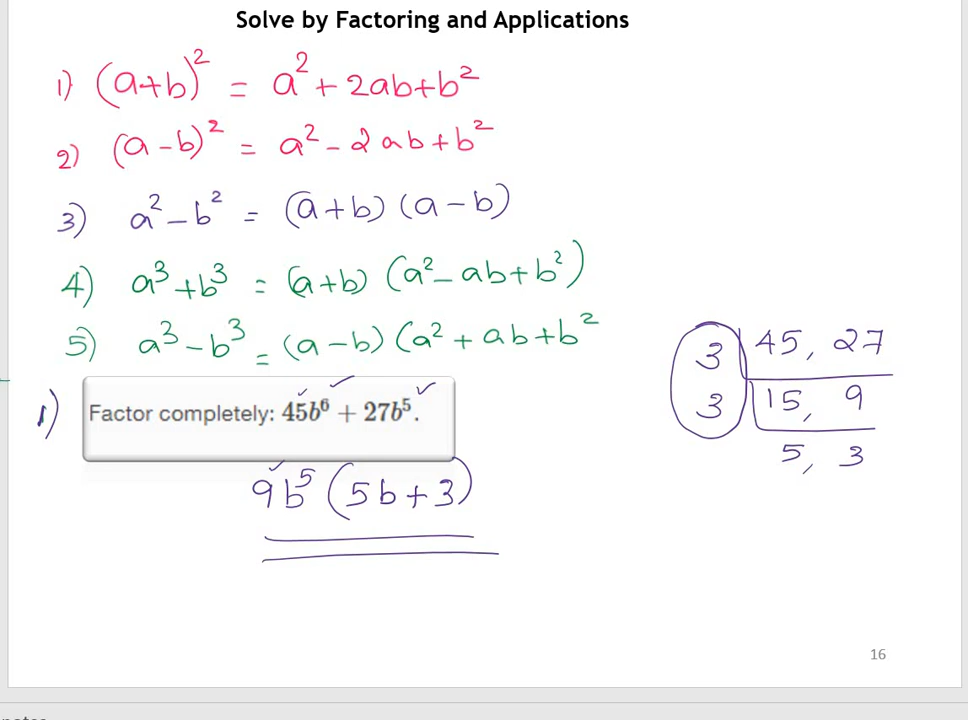 Solve by Factoring and Applications
1) (a+b)² = a² + 2ab+b²
2) (a-b)² = a² - 2ab+b²
3) a² - b² = (a+b)(a-b)
4) a³+b³ = (a+b)(a²-ab+b²)
5) a³-b³ = (a-b)(a²+ab+b²
1) Factor completely: 45b⁶ + 27b⁵.
9b⁵(5b+3)
3 | 45, 27
3 | 15, 9
5, 3
16